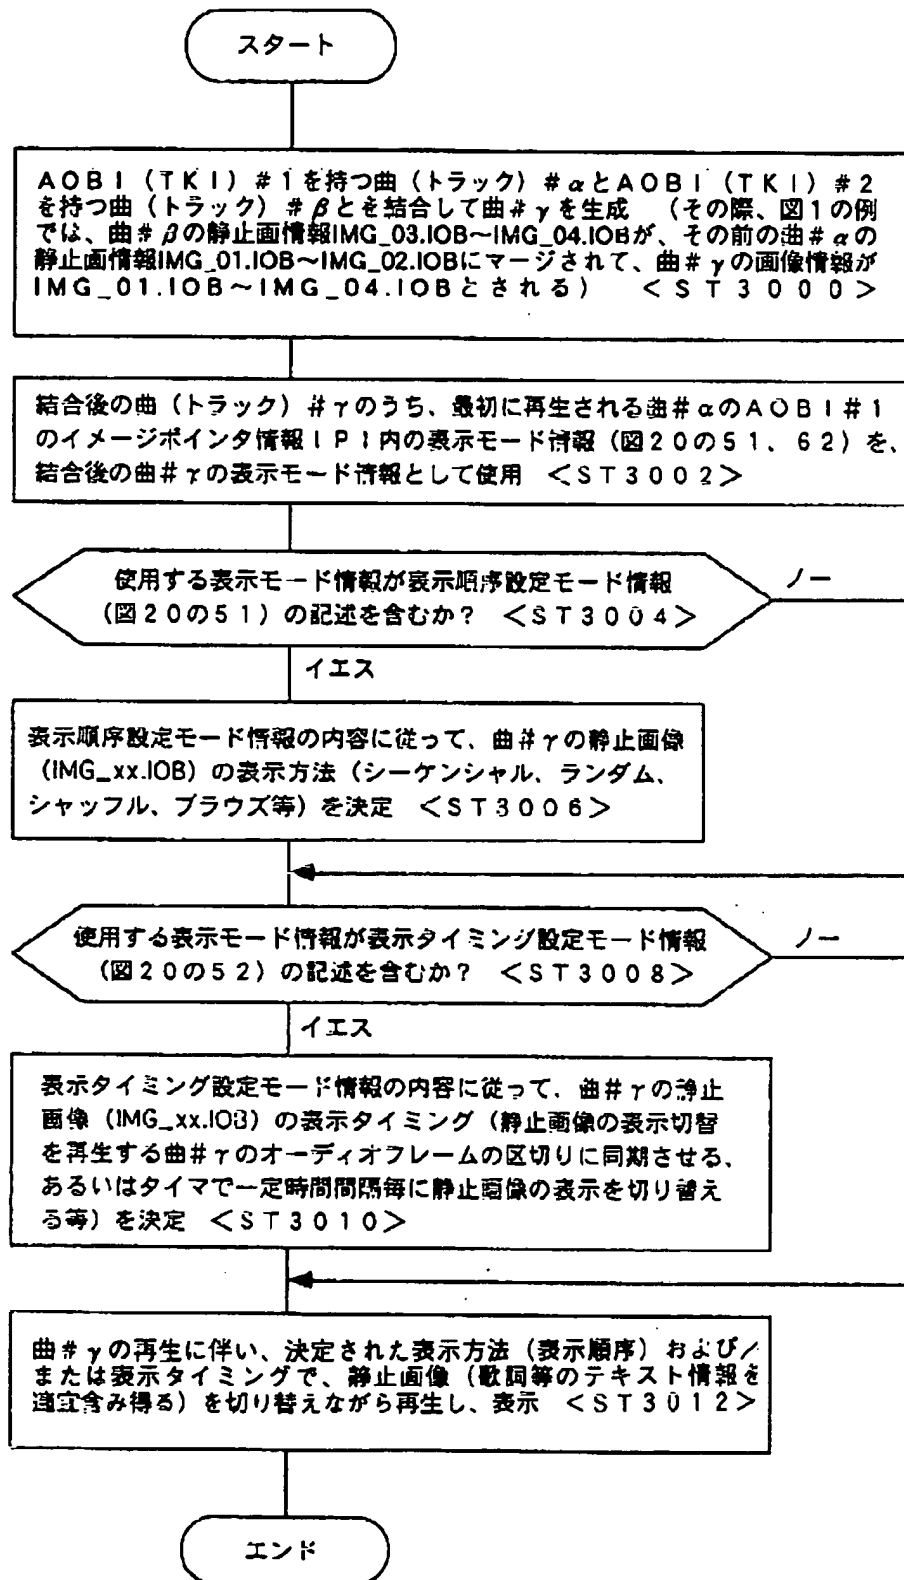 スタート
AOBI（TKI）#1を持つ曲（トラック）#αとAOBI（TKI）#2
を持つ曲（トラック）#βとを結合して曲#γを生成　（その際、図1の例
では、曲#βの静止画情報IMG_03.IOB～IMG_04.IOBが、その前の曲#αの
静止画情報IMG_01.IOB～IMG_02.IOBにマージされて、曲#γの画像情報が
IMG_01.IOB～IMG_04.IOBとされる）　＜ST3000＞
結合後の曲（トラック）#γのうち、最初に再生される曲#αのAOBI#1
のイメージポインタ情報IPI内の表示モード情報（図20の51、62）を、
結合後の曲#γの表示モード情報として使用　＜ST3002＞
使用する表示モード情報が表示順序設定モード情報
（図20の51）の記述を含むか？　＜ST3004＞
ノー
イエス
表示順序設定モード情報の内容に従って、曲#γの静止画像
（IMG_xx.IOB）の表示方法（シーケンシャル、ランダム、
シャッフル、ブラウズ等）を決定　＜ST3006＞
使用する表示モード情報が表示タイミング設定モード情報
（図20の52）の記述を含むか？　＜ST3008＞
ノー
イエス
表示タイミング設定モード情報の内容に従って、曲#γの静止
画像（IMG_xx.IOB）の表示タイミング（静止画像の表示切替
を再生する曲#γのオーディオフレームの区切りに同期させる、
あるいはタイマで一定時間間隔毎に静止画像の表示を切り替え
る等）を決定　＜ST3010＞
曲#γの再生に伴い、決定された表示方法（表示順序）および／
または表示タイミングで、静止画像（歌詞等のテキスト情報を
適宜含み得る）を切り替えながら再生し、表示　＜ST3012＞
エンド